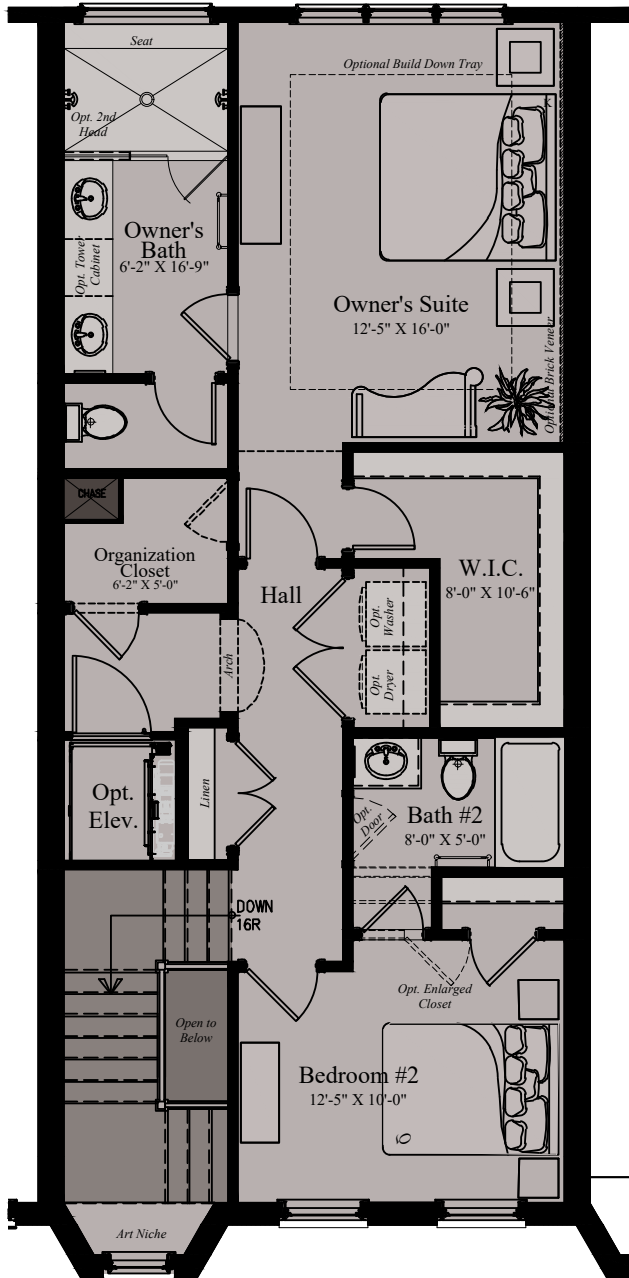 Seat
Optional Build Down Tray
Opt. 2nd
Head
Owner's
Bath
6'-2" X 16'-9"
Opt. Tower
Cabinet
Owner's Suite
12'-5" X 16'-0"
Optional Brick Veneer
CHASE
Organization
Closet
6'-2" X 5'-0"
Hall
W.I.C.
8'-0" X 10'-6"
Opt.
Washer
Arch
Opt.
Dryer
Opt.
Elev.
Linen
Opt.
Door
Bath #2
8'-0" X 5'-0"
DOWN
16R
Opt. Enlarged
Closet
Open to
Below
Bedroom #2
12'-5" X 10'-0"
Art Niche